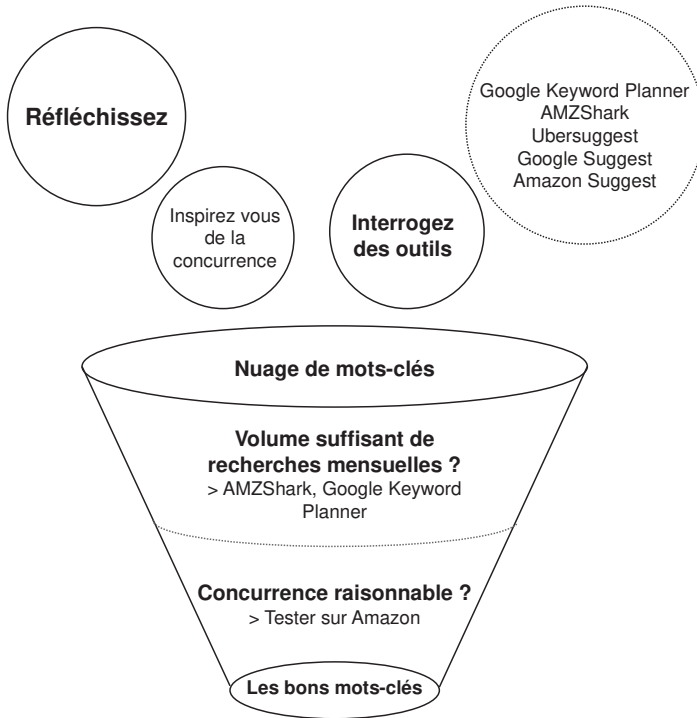 Réfléchissez
Google Keyword Planner
AMZShark
Ubersuggest
Google Suggest
Amazon Suggest
Inspirez vous
de la
concurrence
Interrogez
des outils
Nuage de mots-clés
Volume suffisant de
recherches mensuelles ?
> AMZShark, Google Keyword
Planner
Concurrence raisonnable ?
> Tester sur Amazon
Les bons mots-clés